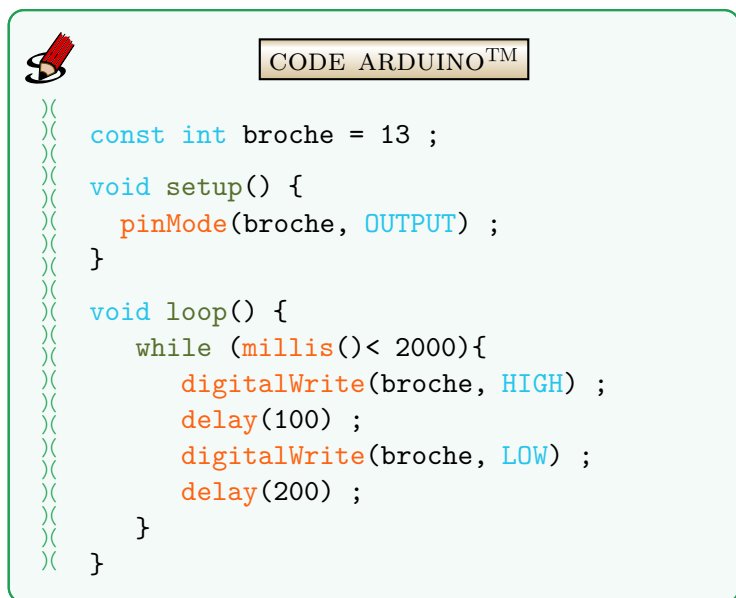 CODE ARDUINO™
const int broche = 13 ;
void setup() {
  pinMode(broche, OUTPUT) ;
}
void loop() {
   while (millis()< 2000){
      digitalWrite(broche, HIGH) ;
      delay(100) ;
      digitalWrite(broche, LOW) ;
      delay(200) ;
   }
}